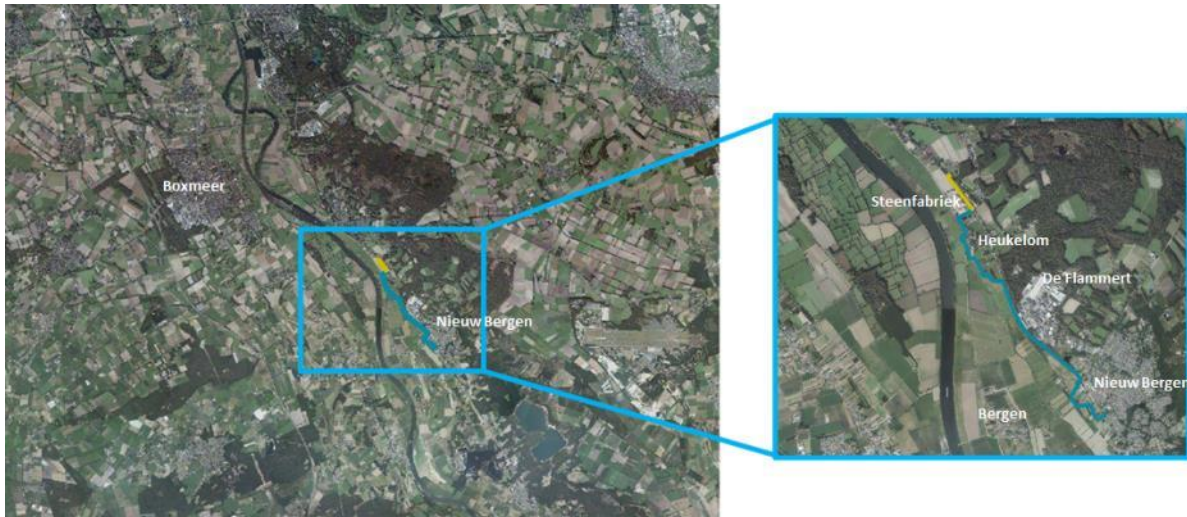 Boxmeer
Nieuw Bergen
Steenfabriek
Heukelom
De Flammert
Nieuw Bergen
Bergen